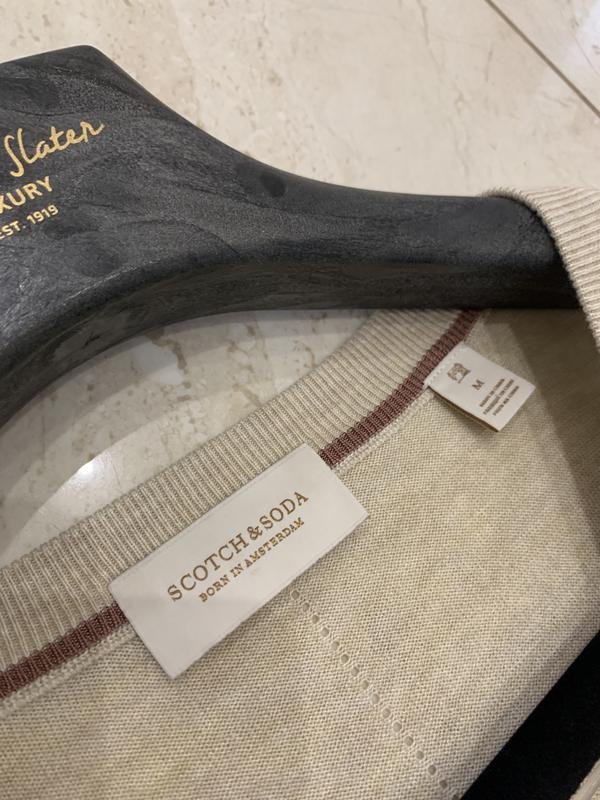 Slater
XURY
EST. 1919
SCOTCH & SODA
BORN IN AMSTERDAM
M